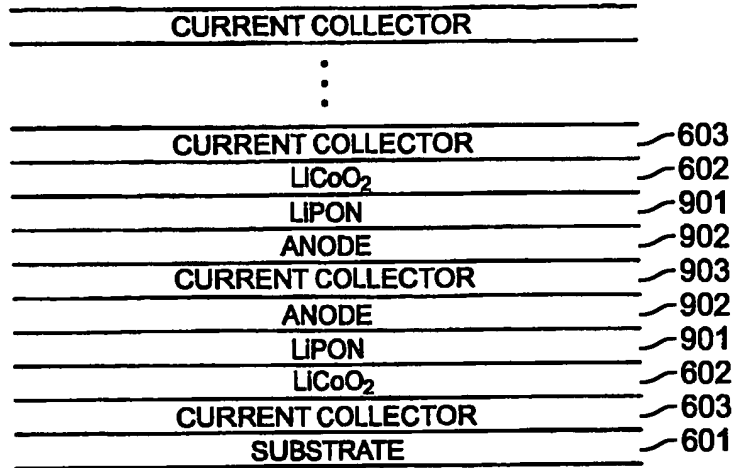 CURRENT COLLECTOR
CURRENT COLLECTOR 603
LiCoO₂ 602
LiPON 901
ANODE 902
CURRENT COLLECTOR 903
ANODE 902
LiPON 901
LiCoO₂ 602
CURRENT COLLECTOR 603
SUBSTRATE 601